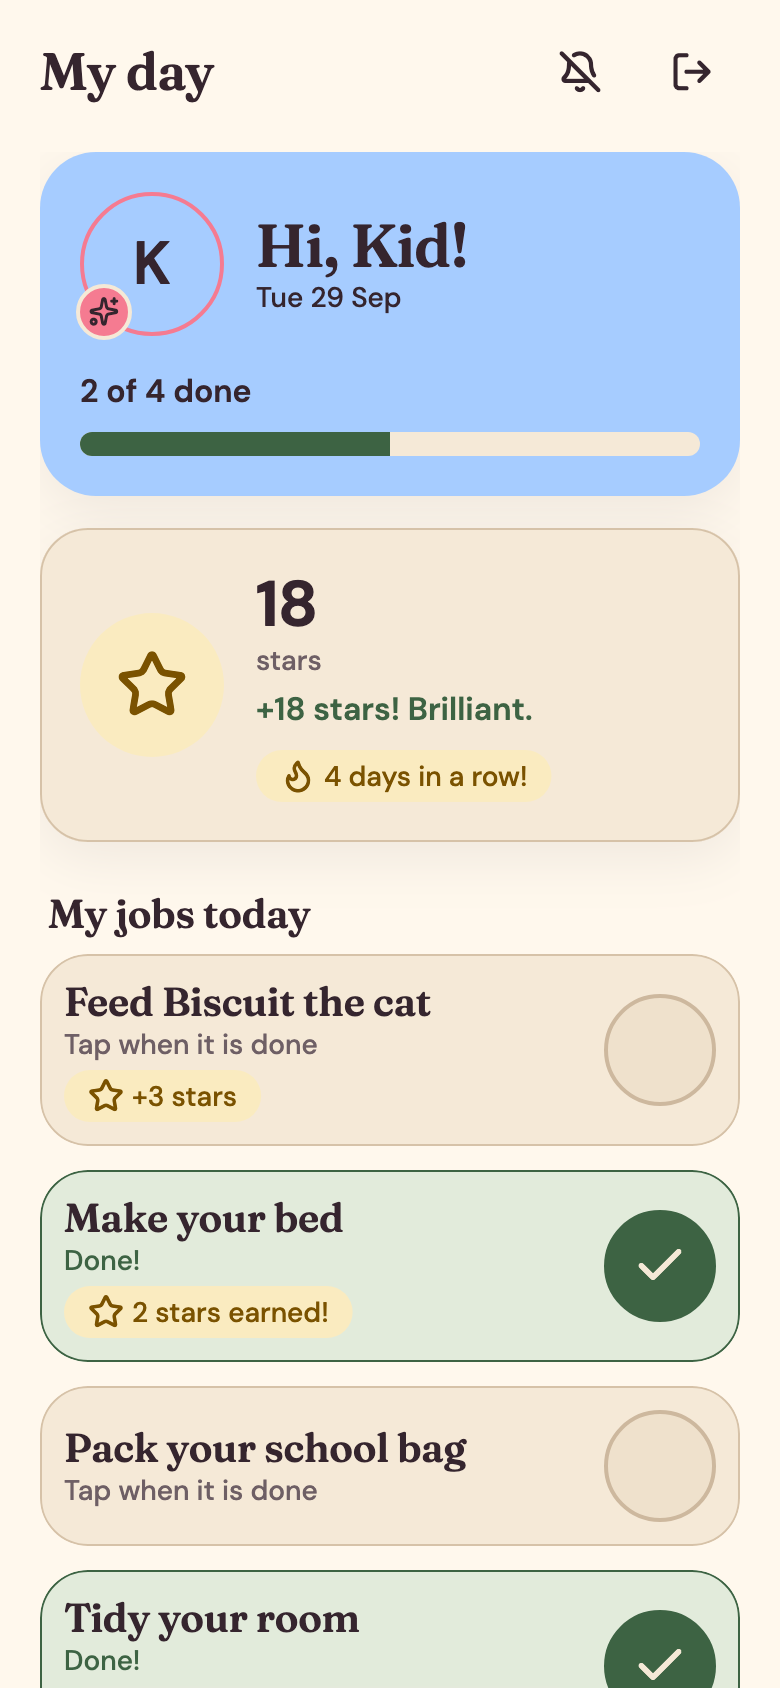 My day
K
Hi, Kid!
Tue 29 Sep
2 of 4 done
18
stars
+18 stars! Brilliant.
4 days in a row!
My jobs today
Feed Biscuit the cat
Tap when it is done
+3 stars
Make your bed
Done!
2 stars earned!
Pack your school bag
Tap when it is done
Tidy your room
Done!